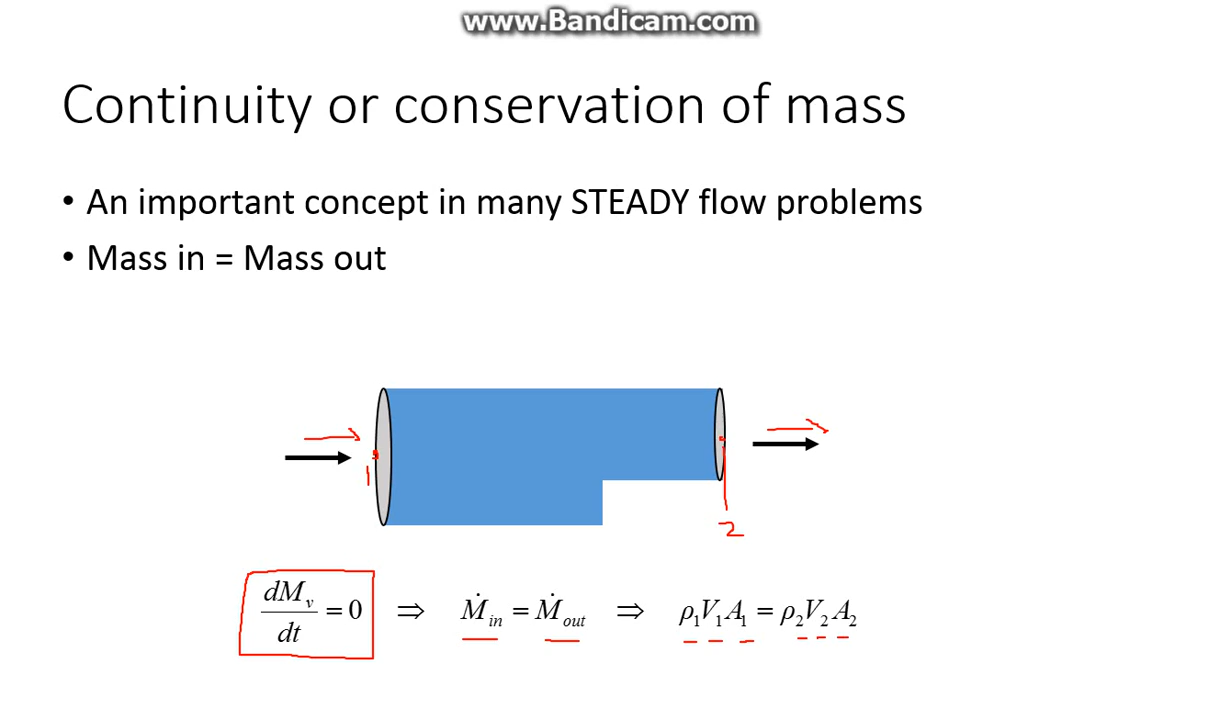 www.Bandicam.com
Continuity or conservation of mass
• An important concept in many STEADY flow problems
• Mass in = Mass out
1
2
dM_v/dt = 0 ⇒ Ṁ_in = Ṁ_out ⇒ ρ₁V₁A₁ = ρ₂V₂A₂